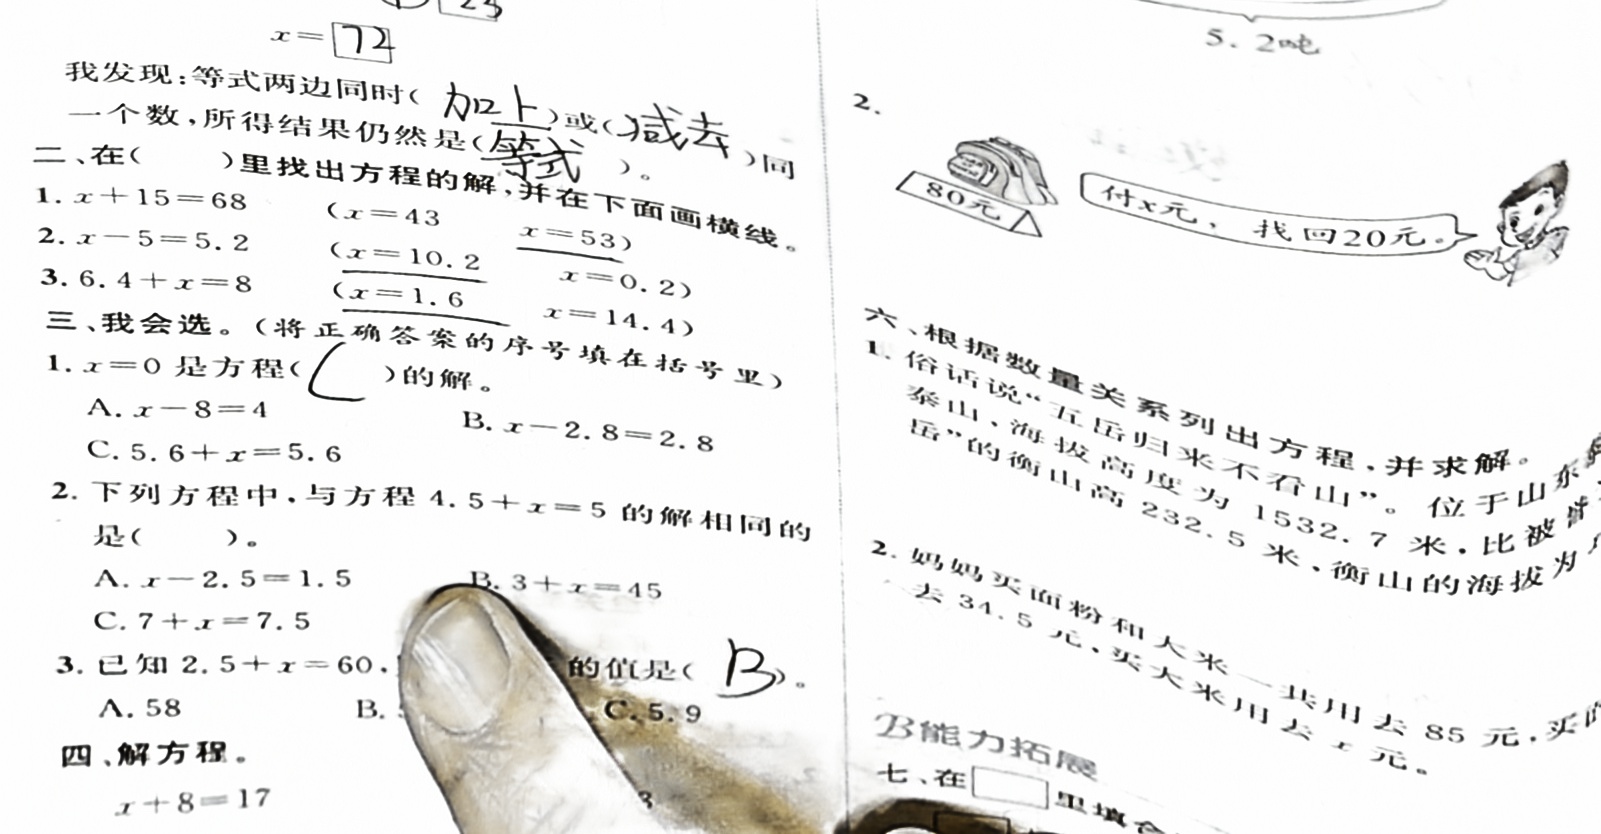 x=72
我发现:等式两边同时(加上)或(减去)同
一个数,所得结果仍然是(等式)。
二、在( )里找出方程的解,并在下面画横线。
1. x+15=68 (x=43 x=53)
2. x-5=5.2 (x=10.2 x=0.2)
3. 6.4+x=8 (x=1.6 x=14.4)
三、我会选。(将正确答案的序号填在括号里)
1. x=0 是方程(C)的解。
A. x-8=4 B. x-2.8=2.8
C. 5.6+x=5.6
2. 下列方程中,与方程 4.5+x=5 的解相同的
是( )。
A. x-2.5=1.5 B. 3+x=45
C. 7+x=7.5
3. 已知 2.5+x=60, 的值是(B)。
A. 58 B. C. 5.9
四、解方程。
x+8=17
5.2吨
2.
80元
付x元,找回20元。
六、根据数量关系列出方程,并求解。
1. 俗话说“五岳归来不看山”。位于山东
泰山,海拔高度为 1532.7 米,比被
岳”的衡山高 232.5 米,衡山的海拔为
2. 妈妈买面粉和大米一共用去 85 元,买
去 34.5 元,买大米用去 x 元。
B能力拓展
七、在 里填合